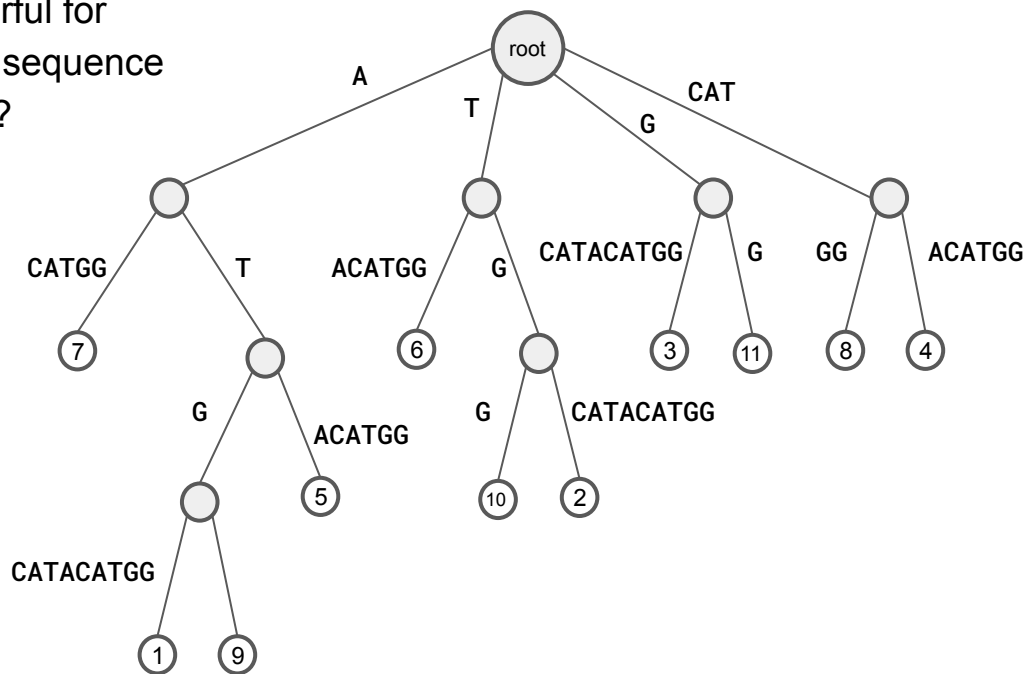 rful for
sequence
?
root
A
T
G
CAT
CATGG
T
ACATGG
G
CATACATGG
G
GG
ACATGG
7
6
3
11
8
4
G
ACATGG
G
CATACATGG
5
10
2
CATACATGG
1
9